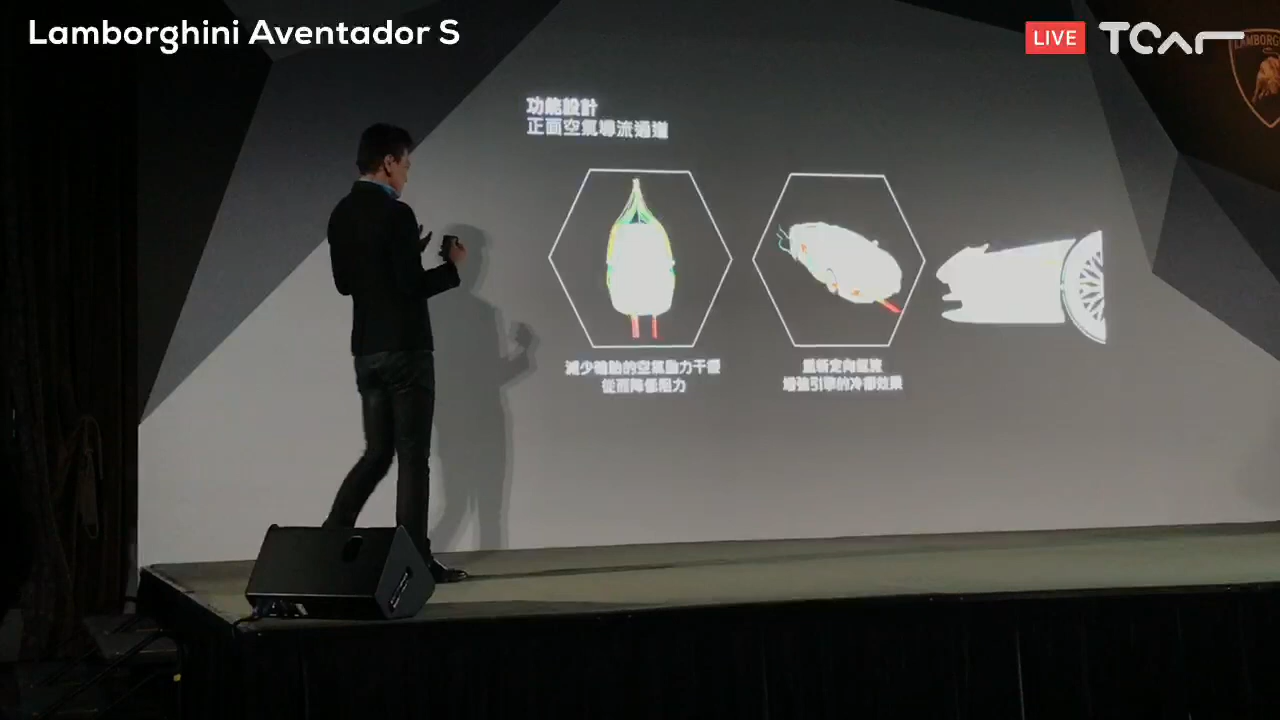 Lamborghini Aventador S
LIVE
TCar
LAMBORG
功能設計
正面空氣導流通道
減少輪胎的空氣動力干擾
從而降低阻力
重新定向氣流
增強引擎的冷卻效果